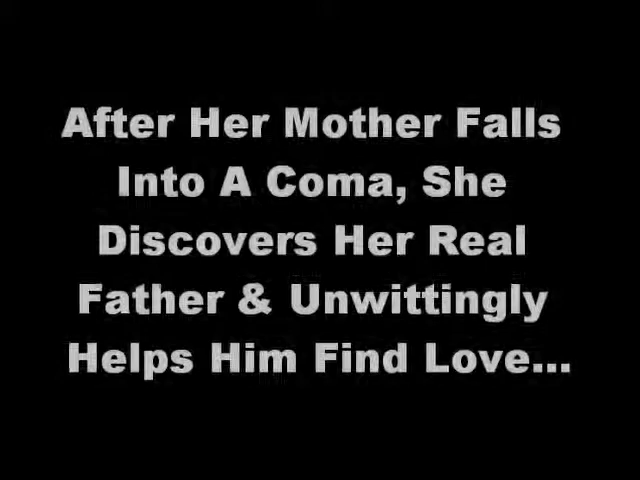 After Her Mother Falls
Into A Coma, She
Discovers Her Real
Father & Unwittingly
Helps Him Find Love...